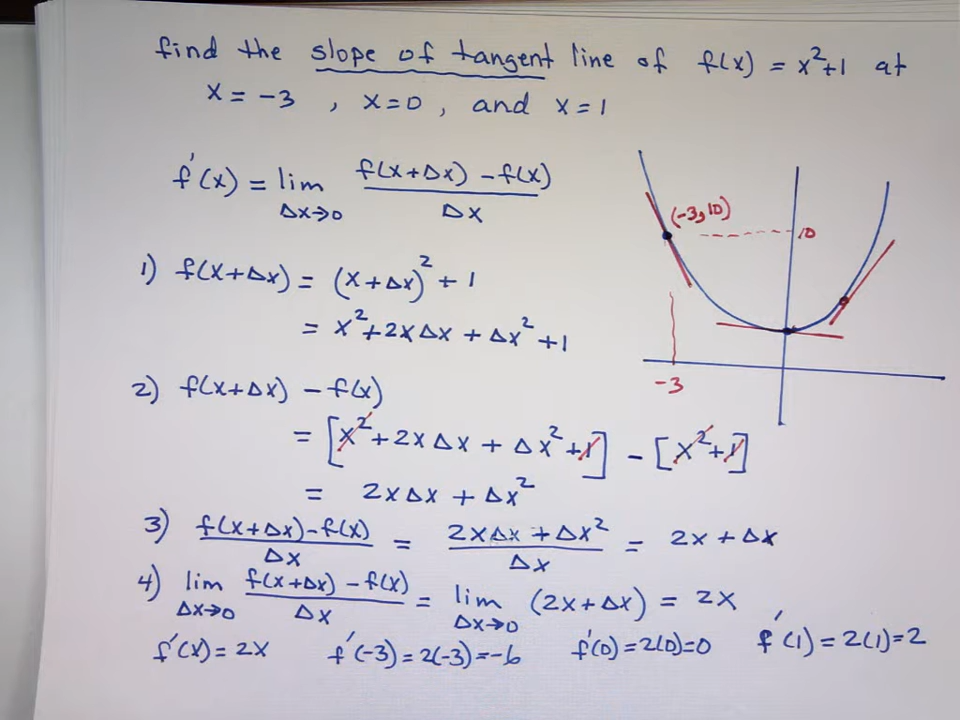 find the slope of tangent line of f(x) = x²+1 at
x = -3 , x=0 , and x=1
f'(x) = lim Δx→0 f(x+Δx) - f(x) / Δx
(-3, 10)
10
-3
1) f(x+Δx) = (x+Δx)² + 1
= x²+2xΔx + Δx² +1
2) f(x+Δx) - f(x)
= [x²+2xΔx + Δx²+1] - [x²+1]
= 2xΔx + Δx²
3) f(x+Δx)-f(x) / Δx = 2xΔx + Δx² / Δx = 2x + Δx
4) lim Δx→0 f(x+Δx) - f(x) / Δx = lim Δx→0 (2x+Δx) = 2x
f'(x) = 2x f'(-3) = 2(-3) = -6 f'(0) = 2(0) = 0 f'(1) = 2(1) = 2